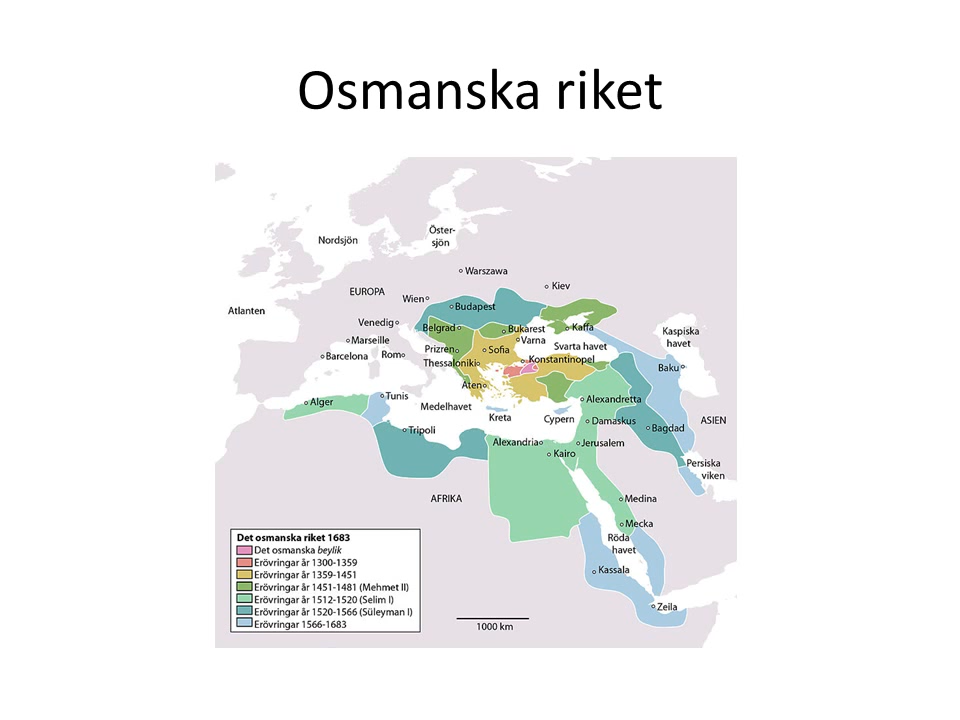 Osmanska riket
Öster-
sjön
Nordsjön
Warszawa
Kiev
EUROPA
Wien
Budapest
Atlanten
Venedig
Belgrad
Bukarest
Kaffa
Kaspiska
havet
Marseille
Varna
Svarta havet
Prizren
Sofia
Barcelona
Rom
Konstantinopel
Thessaloniki
Baku
Aten
Tunis
Alger
Alexandretta
Medelhavet
Kreta
Cypern
Damaskus
ASIEN
Tripoli
Bagdad
Alexandria
Jerusalem
Kairo
Persiska
viken
AFRIKA
Medina
Mecka
Röda
havet
Kassala
Zeila
Det osmanska riket 1683
Det osmanska beylik
Erövringar år 1300-1359
Erövringar år 1359-1451
Erövringar år 1451-1481 (Mehmet II)
Erövringar år 1512-1520 (Selim I)
Erövringar år 1520-1566 (Süleyman I)
Erövringar 1566-1683
1000 km